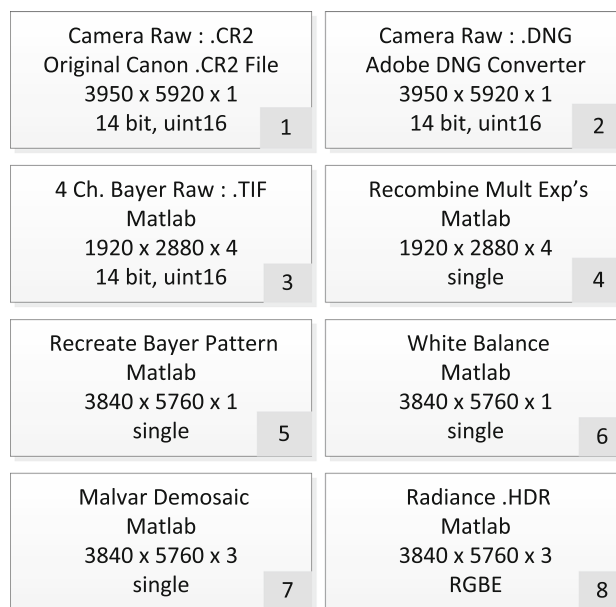 Camera Raw : .CR2
Original Canon .CR2 File
3950 x 5920 x 1
14 bit, uint16
1
Camera Raw : .DNG
Adobe DNG Converter
3950 x 5920 x 1
14 bit, uint16
2
4 Ch. Bayer Raw : .TIF
Matlab
1920 x 2880 x 4
14 bit, uint16
3
Recombine Mult Exp’s
Matlab
1920 x 2880 x 4
single
4
Recreate Bayer Pattern
Matlab
3840 x 5760 x 1
single
5
White Balance
Matlab
3840 x 5760 x 1
single
6
Malvar Demosaic
Matlab
3840 x 5760 x 3
single
7
Radiance .HDR
Matlab
3840 x 5760 x 3
RGBE
8